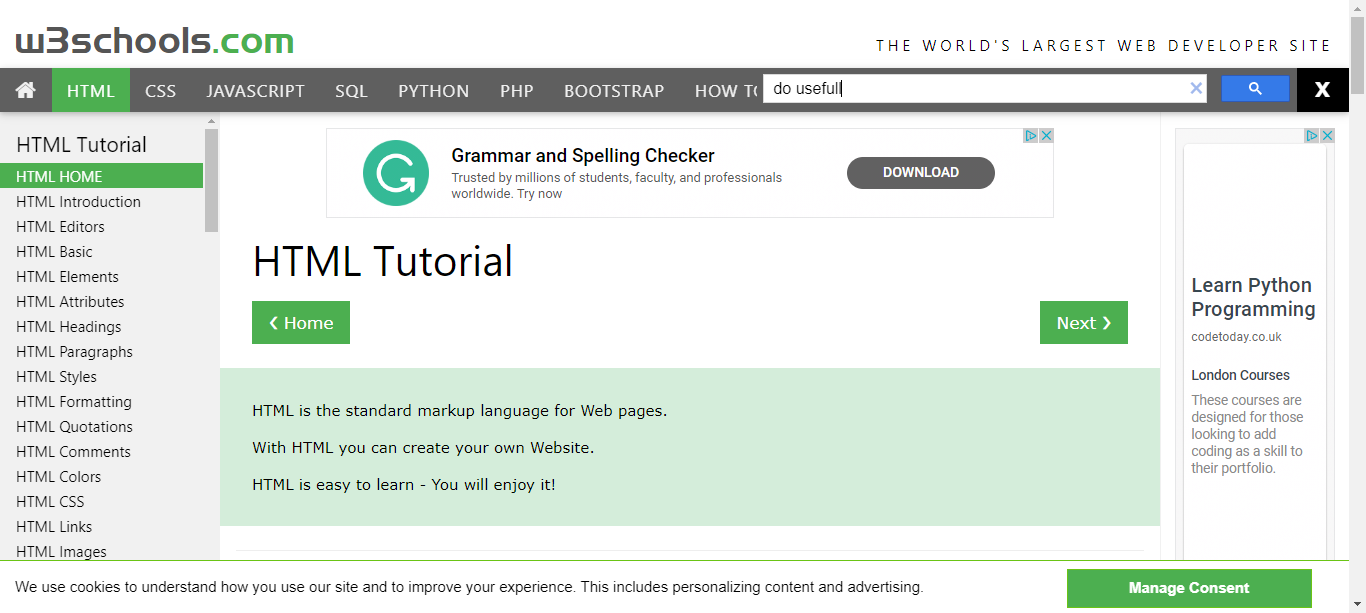 w3schools.com
THE WORLD'S LARGEST WEB DEVELOPER SITE
HTML CSS JAVASCRIPT SQL PYTHON PHP BOOTSTRAP HOW TO
do usefull
X
HTML Tutorial
HTML HOME
HTML Introduction
HTML Editors
HTML Basic
HTML Elements
HTML Attributes
HTML Headings
HTML Paragraphs
HTML Styles
HTML Formatting
HTML Quotations
HTML Comments
HTML Colors
HTML CSS
HTML Links
HTML Images
Grammar and Spelling Checker
Trusted by millions of students, faculty, and professionals
worldwide. Try now
DOWNLOAD
HTML Tutorial
❮ Home
Next ❯
HTML is the standard markup language for Web pages.
With HTML you can create your own Website.
HTML is easy to learn - You will enjoy it!
Learn Python
Programming
codetoday.co.uk
London Courses
These courses are
designed for those
looking to add
coding as a skill to
their portfolio.
We use cookies to understand how you use our site and to improve your experience. This includes personalizing content and advertising.
Manage Consent